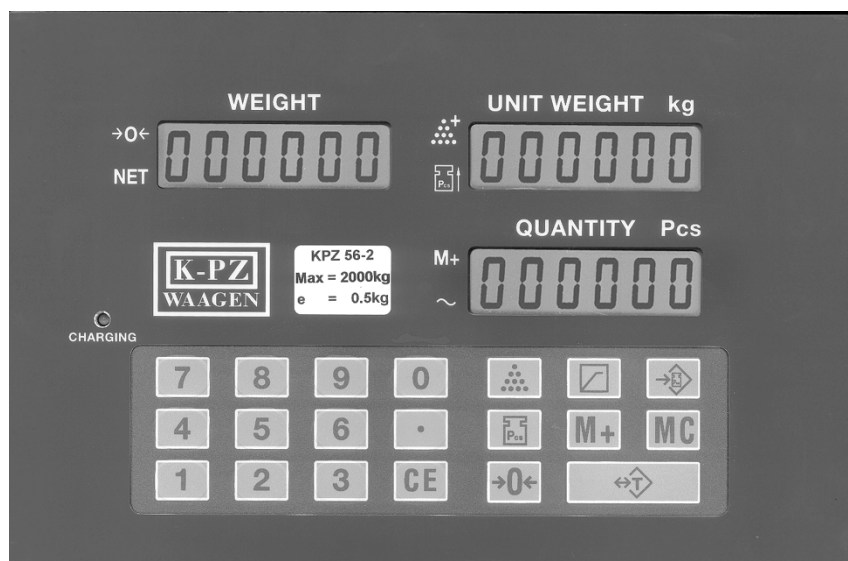 WEIGHT
UNIT WEIGHT kg
→0←
000000
+
000000
NET
Pcs
QUANTITY Pcs
K-PZ
WAAGEN
KPZ 56-2
Max = 2000kg
e = 0.5kg
M+
~
000000
CHARGING
7 8 9 0
4 5 6 . Pcs M+ MC
1 2 3 CE →0← ↔T